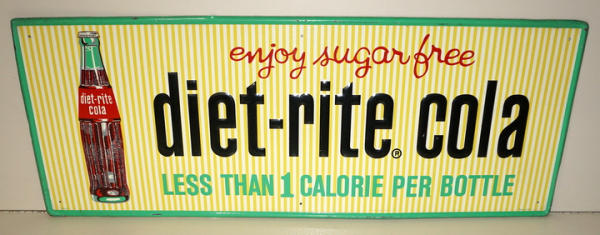 enjoy sugar free
diet-rite® cola
LESS THAN 1 CALORIE PER BOTTLE
diet-rite
cola